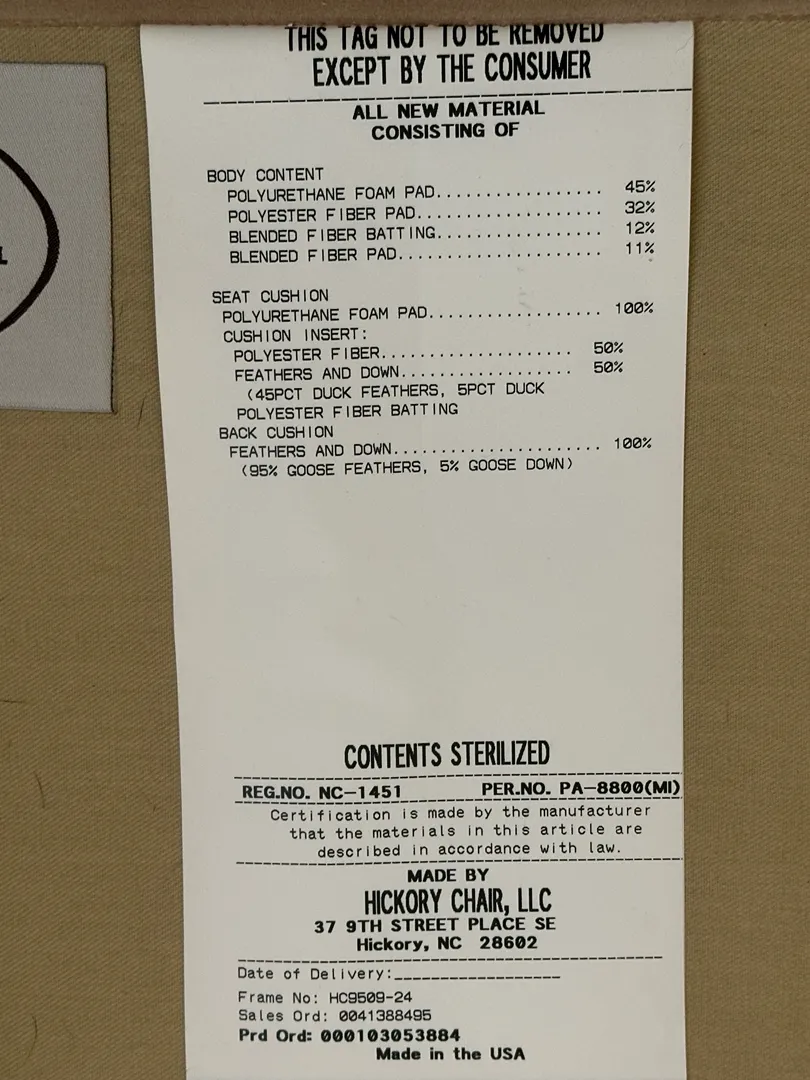 THIS TAG NOT TO BE REMOVED
EXCEPT BY THE CONSUMER
ALL NEW MATERIAL
CONSISTING OF
BODY CONTENT
POLYURETHANE FOAM PAD.................. 45%
POLYESTER FIBER PAD.................... 32%
BLENDED FIBER BATTING.................. 12%
BLENDED FIBER PAD...................... 11%
SEAT CUSHION
POLYURETHANE FOAM PAD.................. 100%
CUSHION INSERT:
POLYESTER FIBER.................... 50%
FEATHERS AND DOWN.................. 50%
(45PCT DUCK FEATHERS, 5PCT DUCK
POLYESTER FIBER BATTING
BACK CUSHION
FEATHERS AND DOWN...................... 100%
(95% GOOSE FEATHERS, 5% GOOSE DOWN)
CONTENTS STERILIZED
REG.NO. NC-1451 PER.NO. PA-8800(MI)
Certification is made by the manufacturer
that the materials in this article are
described in accordance with law.
MADE BY
HICKORY CHAIR, LLC
37 9TH STREET PLACE SE
Hickory, NC 28602
Date of Delivery:_________________
Frame No: HC9509-24
Sales Ord: 0041388495
Prd Ord: 000103053884
Made in the USA